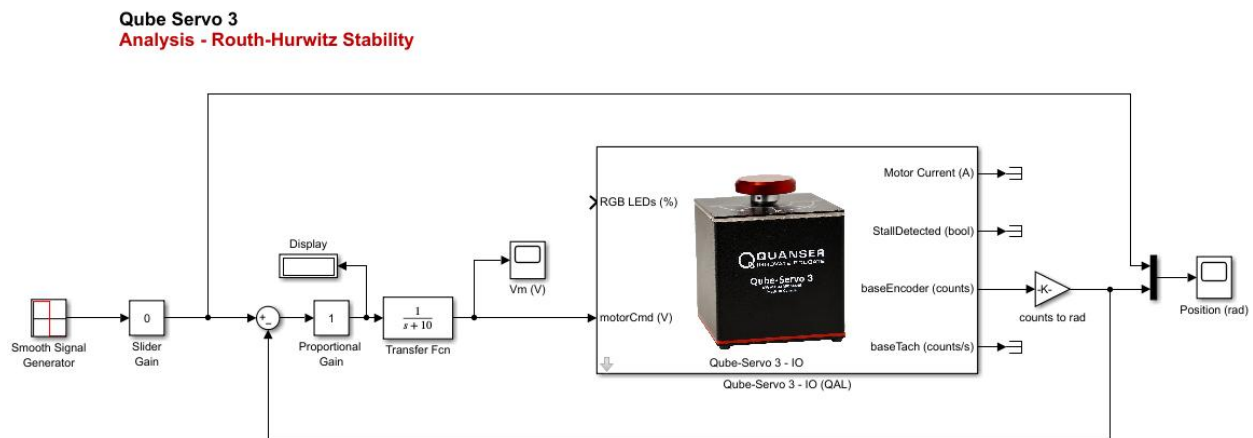 Qube Servo 3
Analysis - Routh-Hurwitz Stability
Motor Current (A)
RGB LEDs (%)
StallDetected (bool)
Display
QUANSER
Qube-Servo 3
Vm (V)
baseEncoder (counts)
-K-
counts to rad
Position (rad)
Smooth Signal
Generator
0
Slider
Gain
+
-
1
Proportional
Gain
1
s + 10
Transfer Fcn
motorCmd (V)
baseTach (counts/s)
Qube-Servo 3 - IO
Qube-Servo 3 - IO (QAL)